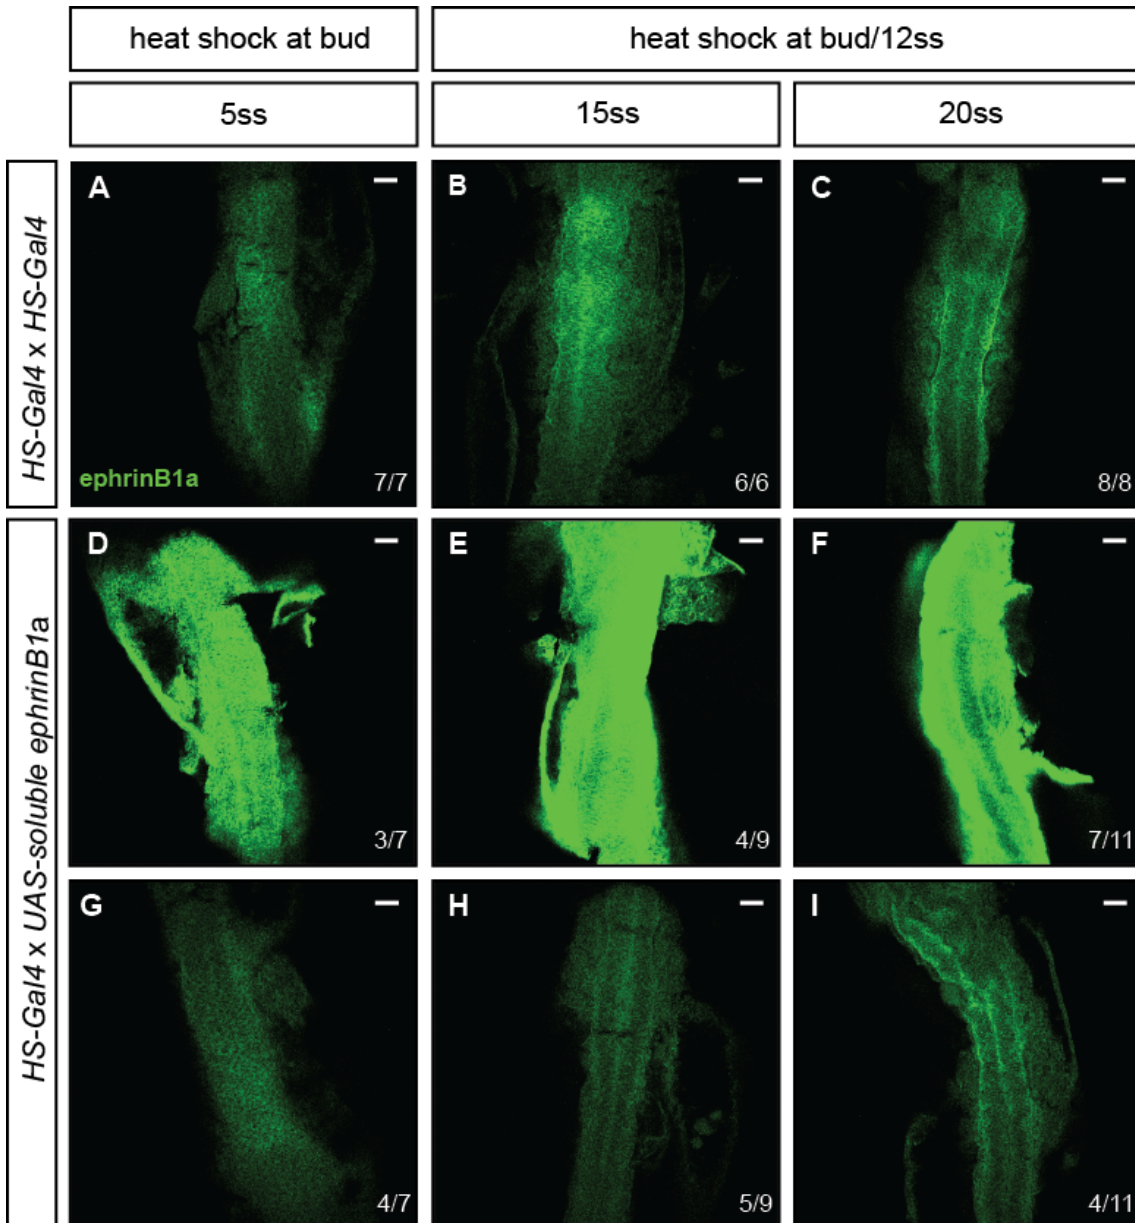 heat shock at bud
heat shock at bud/12ss
5ss
15ss
20ss
HS-Gal4 x HS-Gal4
A
ephrinB1a
7/7
B
6/6
C
8/8
HS-Gal4 x UAS-soluble ephrinB1a
D
3/7
E
4/9
F
7/11
G
4/7
H
5/9
I
4/11